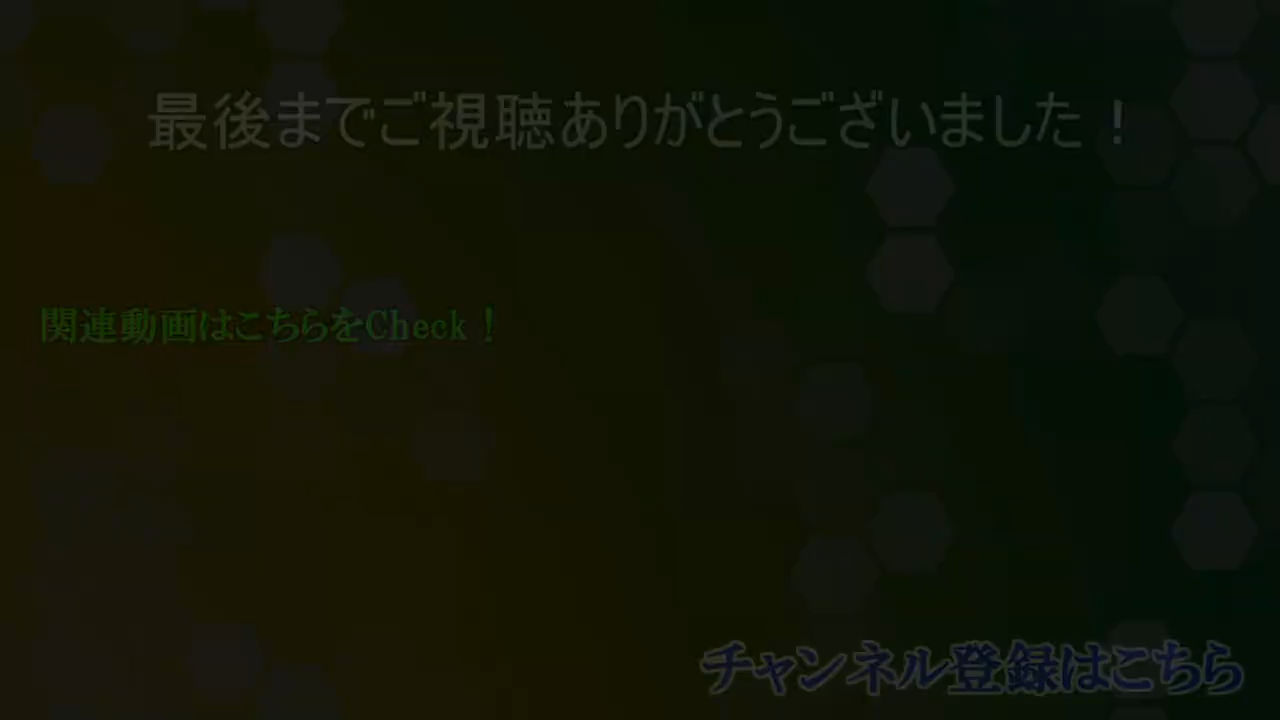 最後までご視聴ありがとうございました！
関連動画はこちらをCheck！
チャンネル登録はこちら